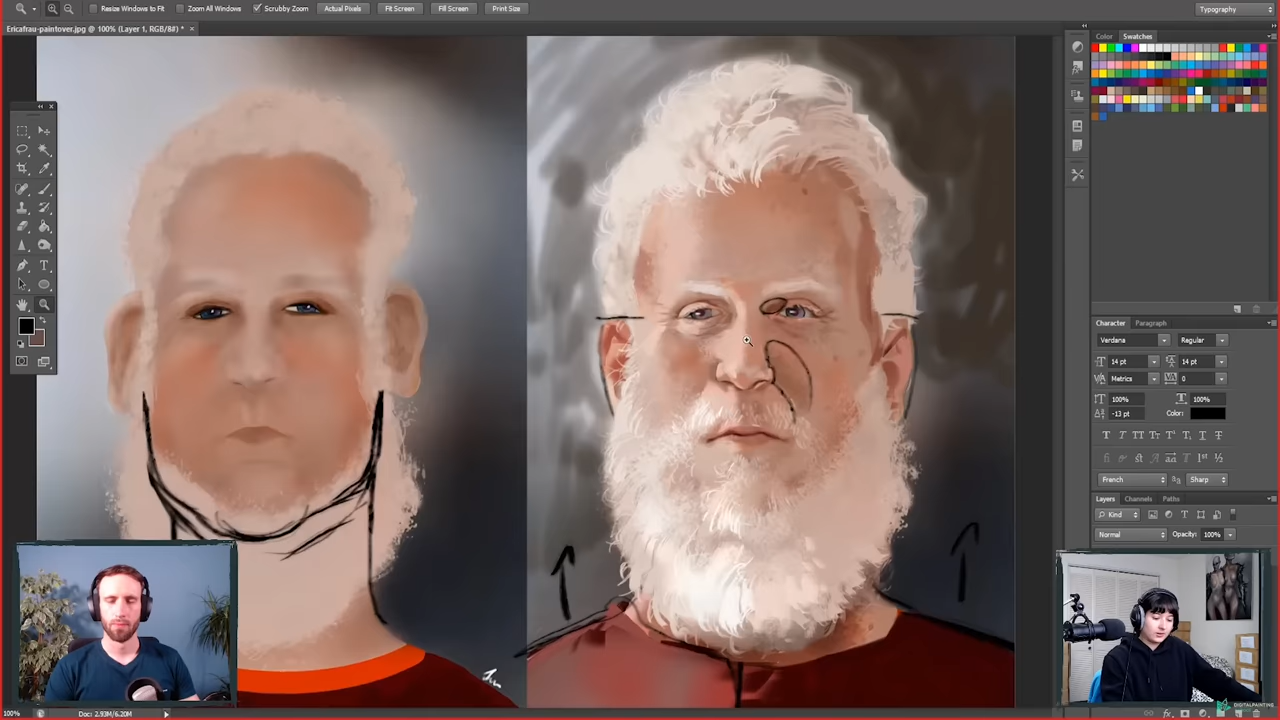 Resize Windows to Fit
Zoom All Windows
Scrubby Zoom
Actual Pixels
Fit Screen
Fill Screen
Print Size
Typography
Ericafrau-paintover.jpg @ 100% (Layer 1, RGB/8#) *
Color
Swatches
Character
Paragraph
Verdana
Regular
14 pt
14 pt
Metrics
0
100%
100%
-13 pt
Color:
French
Sharp
Layers
Channels
Paths
Kind
Normal
Opacity:
100%
100%
Doc: 2.93M/6.20M
DIGITALPAINTING